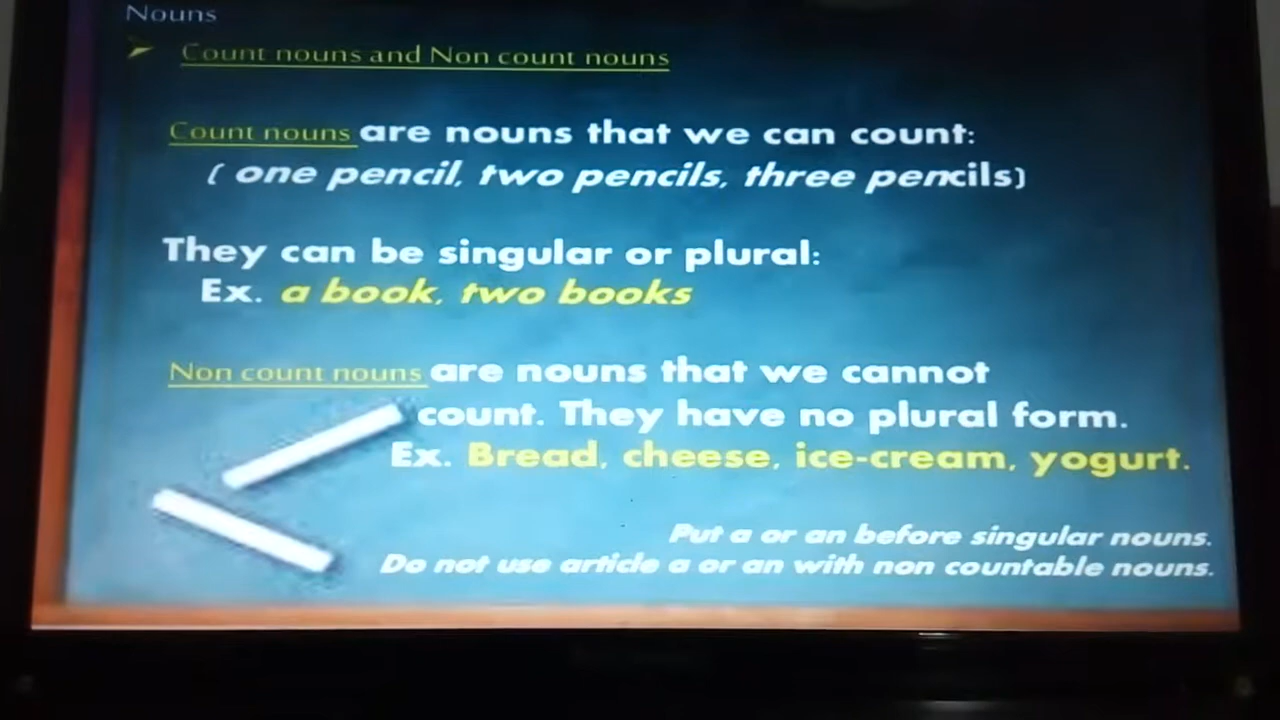 Nouns
Count nouns and Non count nouns
Count nouns are nouns that we can count:
( one pencil, two pencils, three pencils)
They can be singular or plural:
Ex. a book, two books
Non count nouns are nouns that we cannot
count. They have no plural form.
Ex. Bread, cheese, ice-cream, yogurt.
Put a or an before singular nouns.
Do not use article a or an with non countable nouns.